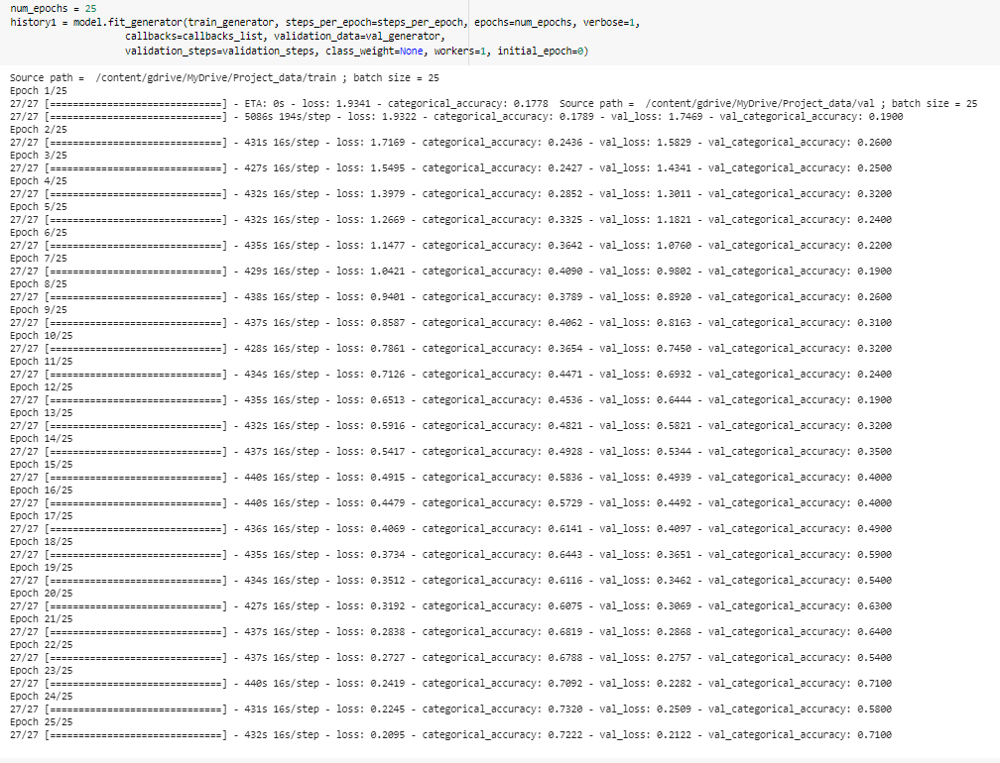 num_epochs = 25
history1 = model.fit_generator(train_generator, steps_per_epoch=steps_per_epoch, epochs=num_epochs, verbose=1,
callbacks=callbacks_list, validation_data=val_generator,
validation_steps=validation_steps, class_weight=None, workers=1, initial_epoch=0)
Source path =  /content/gdrive/MyDrive/Project_data/train ; batch size = 25
Epoch 1/25
27/27 [==============================] - ETA: 0s - loss: 1.9341 - categorical_accuracy: 0.1778  Source path =  /content/gdrive/MyDrive/Project_data/val ; batch size = 25
27/27 [==============================] - 5086s 194s/step - loss: 1.9322 - categorical_accuracy: 0.1789 - val_loss: 1.7469 - val_categorical_accuracy: 0.1900
Epoch 2/25
27/27 [==============================] - 431s 16s/step - loss: 1.7169 - categorical_accuracy: 0.2436 - val_loss: 1.5829 - val_categorical_accuracy: 0.2600
Epoch 3/25
27/27 [==============================] - 427s 16s/step - loss: 1.5495 - categorical_accuracy: 0.2427 - val_loss: 1.4341 - val_categorical_accuracy: 0.2500
Epoch 4/25
27/27 [==============================] - 432s 16s/step - loss: 1.3979 - categorical_accuracy: 0.2852 - val_loss: 1.3011 - val_categorical_accuracy: 0.3200
Epoch 5/25
27/27 [==============================] - 432s 16s/step - loss: 1.2669 - categorical_accuracy: 0.3325 - val_loss: 1.1821 - val_categorical_accuracy: 0.2400
Epoch 6/25
27/27 [==============================] - 435s 16s/step - loss: 1.1477 - categorical_accuracy: 0.3642 - val_loss: 1.0760 - val_categorical_accuracy: 0.2200
Epoch 7/25
27/27 [==============================] - 429s 16s/step - loss: 1.0421 - categorical_accuracy: 0.4090 - val_loss: 0.9802 - val_categorical_accuracy: 0.1900
Epoch 8/25
27/27 [==============================] - 438s 16s/step - loss: 0.9401 - categorical_accuracy: 0.3789 - val_loss: 0.8920 - val_categorical_accuracy: 0.2600
Epoch 9/25
27/27 [==============================] - 437s 16s/step - loss: 0.8587 - categorical_accuracy: 0.4062 - val_loss: 0.8163 - val_categorical_accuracy: 0.3100
Epoch 10/25
27/27 [==============================] - 428s 16s/step - loss: 0.7861 - categorical_accuracy: 0.3654 - val_loss: 0.7450 - val_categorical_accuracy: 0.3200
Epoch 11/25
27/27 [==============================] - 434s 16s/step - loss: 0.7126 - categorical_accuracy: 0.4471 - val_loss: 0.6932 - val_categorical_accuracy: 0.2400
Epoch 12/25
27/27 [==============================] - 435s 16s/step - loss: 0.6513 - categorical_accuracy: 0.4536 - val_loss: 0.6444 - val_categorical_accuracy: 0.1900
Epoch 13/25
27/27 [==============================] - 432s 16s/step - loss: 0.5916 - categorical_accuracy: 0.4821 - val_loss: 0.5821 - val_categorical_accuracy: 0.3200
Epoch 14/25
27/27 [==============================] - 437s 16s/step - loss: 0.5417 - categorical_accuracy: 0.4928 - val_loss: 0.5344 - val_categorical_accuracy: 0.3500
Epoch 15/25
27/27 [==============================] - 440s 16s/step - loss: 0.4915 - categorical_accuracy: 0.5836 - val_loss: 0.4939 - val_categorical_accuracy: 0.4000
Epoch 16/25
27/27 [==============================] - 440s 16s/step - loss: 0.4479 - categorical_accuracy: 0.5729 - val_loss: 0.4492 - val_categorical_accuracy: 0.4000
Epoch 17/25
27/27 [==============================] - 436s 16s/step - loss: 0.4069 - categorical_accuracy: 0.6141 - val_loss: 0.4097 - val_categorical_accuracy: 0.4900
Epoch 18/25
27/27 [==============================] - 435s 16s/step - loss: 0.3734 - categorical_accuracy: 0.6443 - val_loss: 0.3651 - val_categorical_accuracy: 0.5900
Epoch 19/25
27/27 [==============================] - 434s 16s/step - loss: 0.3512 - categorical_accuracy: 0.6116 - val_loss: 0.3462 - val_categorical_accuracy: 0.5400
Epoch 20/25
27/27 [==============================] - 427s 16s/step - loss: 0.3192 - categorical_accuracy: 0.6075 - val_loss: 0.3069 - val_categorical_accuracy: 0.6300
Epoch 21/25
27/27 [==============================] - 437s 16s/step - loss: 0.2838 - categorical_accuracy: 0.6819 - val_loss: 0.2868 - val_categorical_accuracy: 0.6400
Epoch 22/25
27/27 [==============================] - 437s 16s/step - loss: 0.2727 - categorical_accuracy: 0.6788 - val_loss: 0.2757 - val_categorical_accuracy: 0.5400
Epoch 23/25
27/27 [==============================] - 440s 16s/step - loss: 0.2419 - categorical_accuracy: 0.7092 - val_loss: 0.2282 - val_categorical_accuracy: 0.7100
Epoch 24/25
27/27 [==============================] - 431s 16s/step - loss: 0.2245 - categorical_accuracy: 0.7320 - val_loss: 0.2509 - val_categorical_accuracy: 0.5800
Epoch 25/25
27/27 [==============================] - 432s 16s/step - loss: 0.2095 - categorical_accuracy: 0.7222 - val_loss: 0.2122 - val_categorical_accuracy: 0.7100